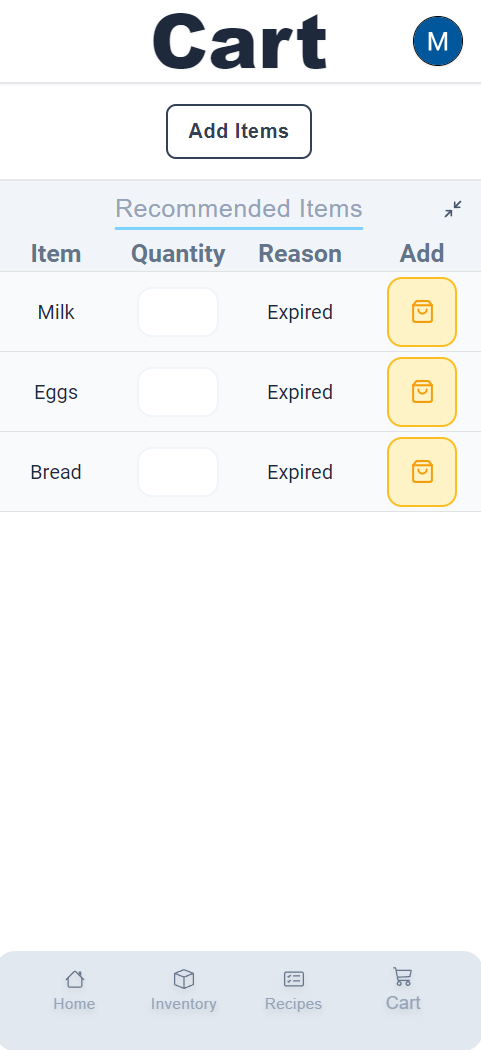 Cart
M
Add Items
Recommended Items
Item Quantity Reason Add
Milk Expired
Eggs Expired
Bread Expired
Home Inventory Recipes Cart